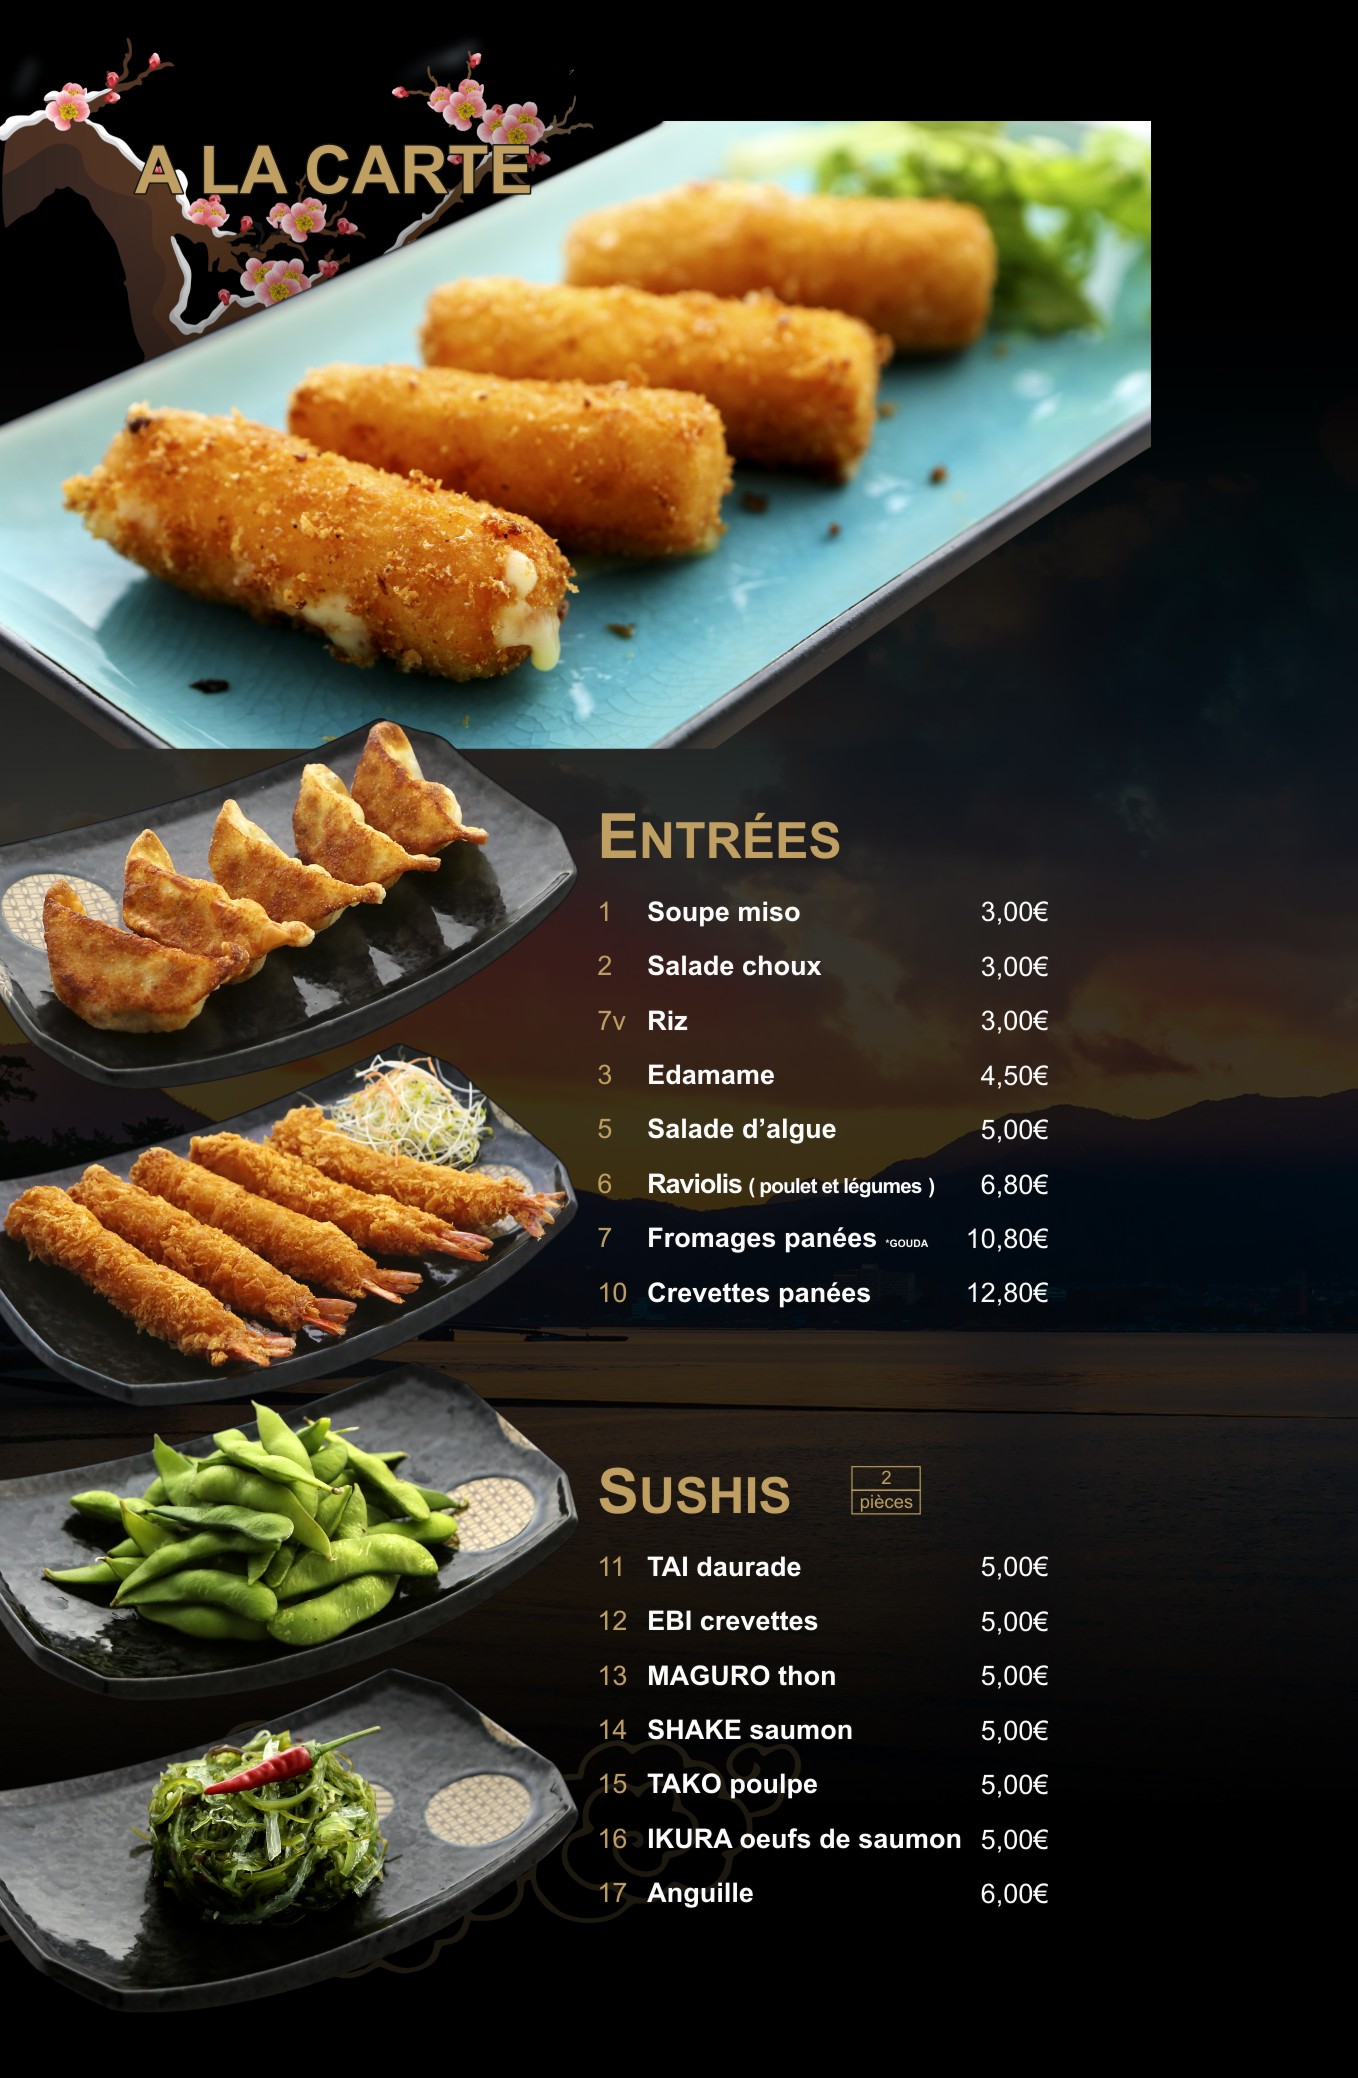 A LA CARTE
ENTRÉES
1 Soupe miso 3,00€
2 Salade choux 3,00€
7v Riz 3,00€
3 Edamame 4,50€
5 Salade d’algue 5,00€
6 Raviolis ( poulet et légumes ) 6,80€
7 Fromages panées *GOUDA 10,80€
10 Crevettes panées 12,80€
SUSHIS
2
pièces
11 TAI daurade 5,00€
12 EBI crevettes 5,00€
13 MAGURO thon 5,00€
14 SHAKE saumon 5,00€
15 TAKO poulpe 5,00€
16 IKURA oeufs de saumon 5,00€
17 Anguille 6,00€